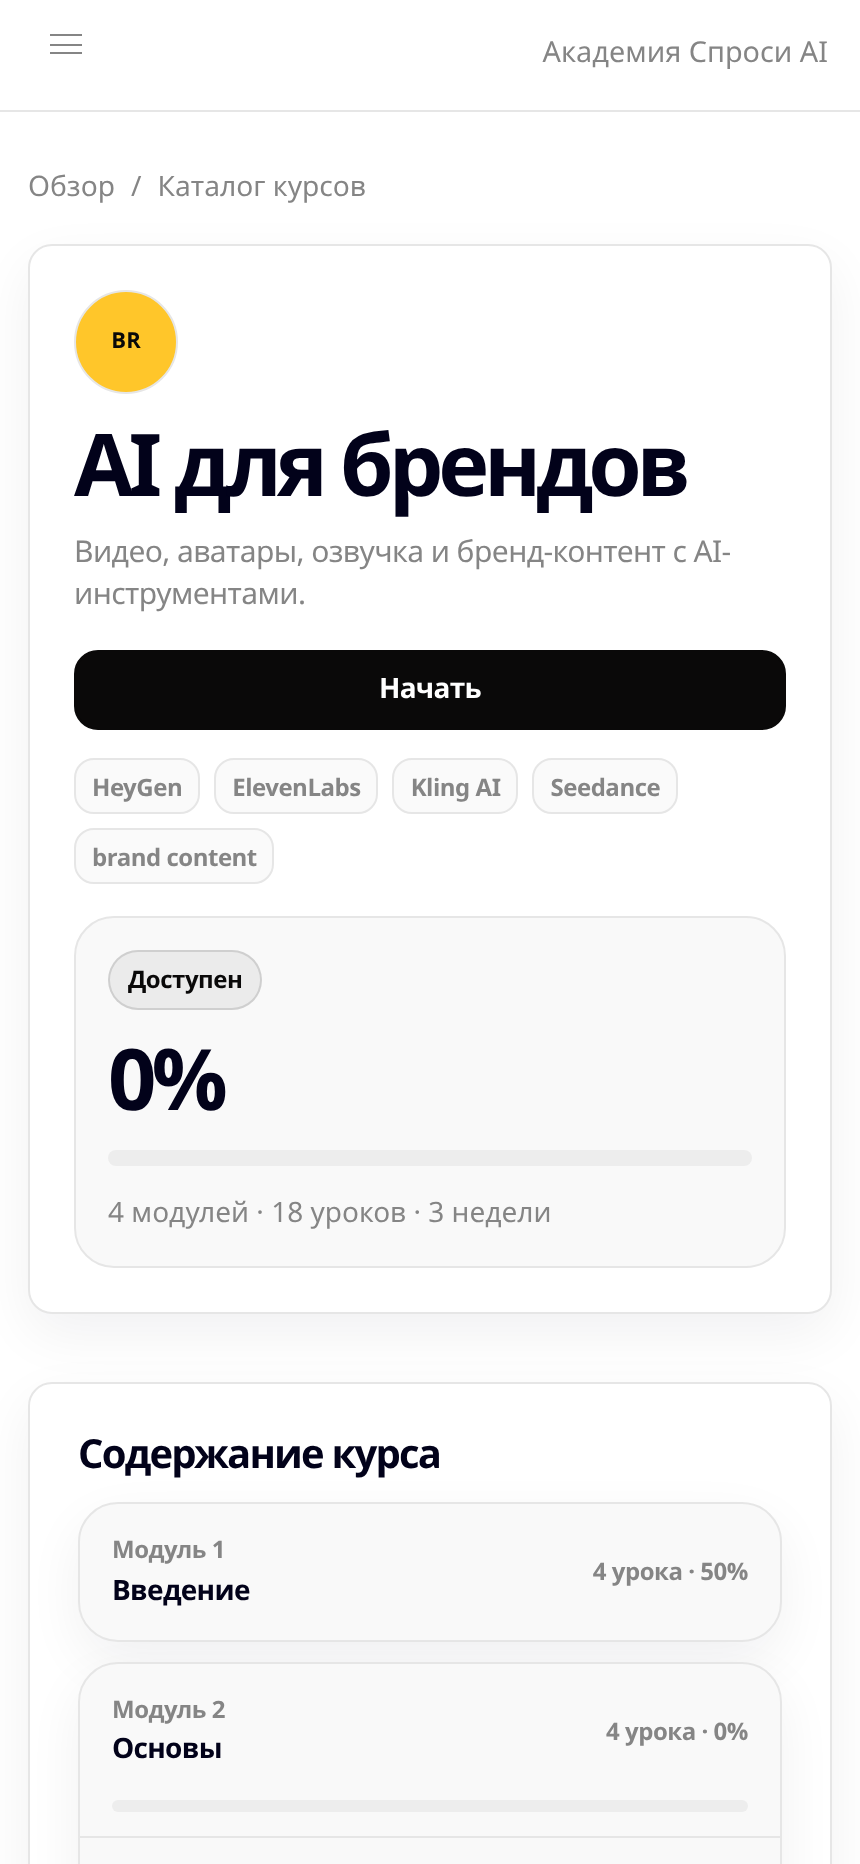 Академия Спроси AI
Обзор / Каталог курсов
BR
AI для брендов
Видео, аватары, озвучка и бренд-контент с AI-
инструментами.
Начать
HeyGen ElevenLabs Kling AI Seedance
brand content
Доступен
0%
4 модулей · 18 уроков · 3 недели
Содержание курса
Модуль 1
Введение
4 урока · 50%
Модуль 2
Основы
4 урока · 0%